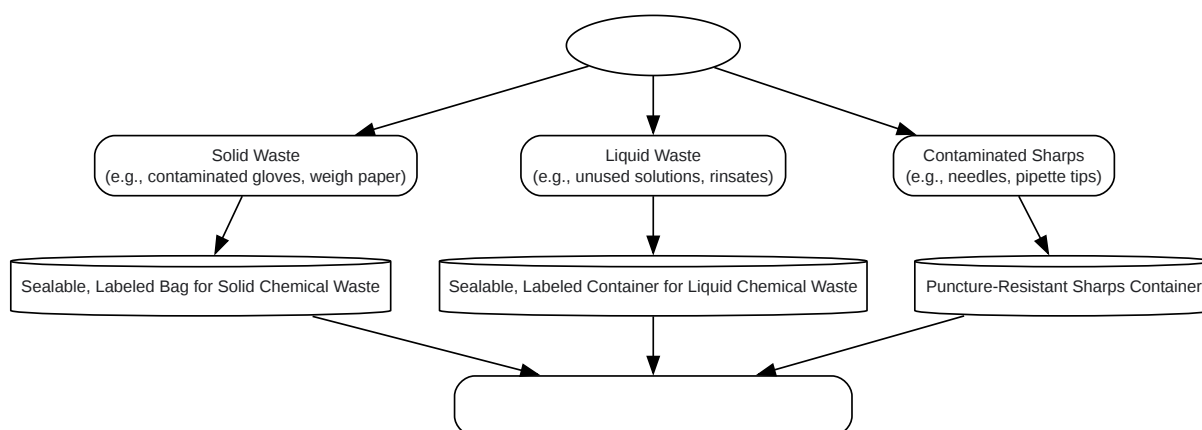 Solid Waste
(e.g., contaminated gloves, weigh paper)
Liquid Waste
(e.g., unused solutions, rinsates)
Contaminated Sharps
(e.g., needles, pipette tips)
Sealable, Labeled Bag for Solid Chemical Waste
Sealable, Labeled Container for Liquid Chemical Waste
Puncture-Resistant Sharps Container